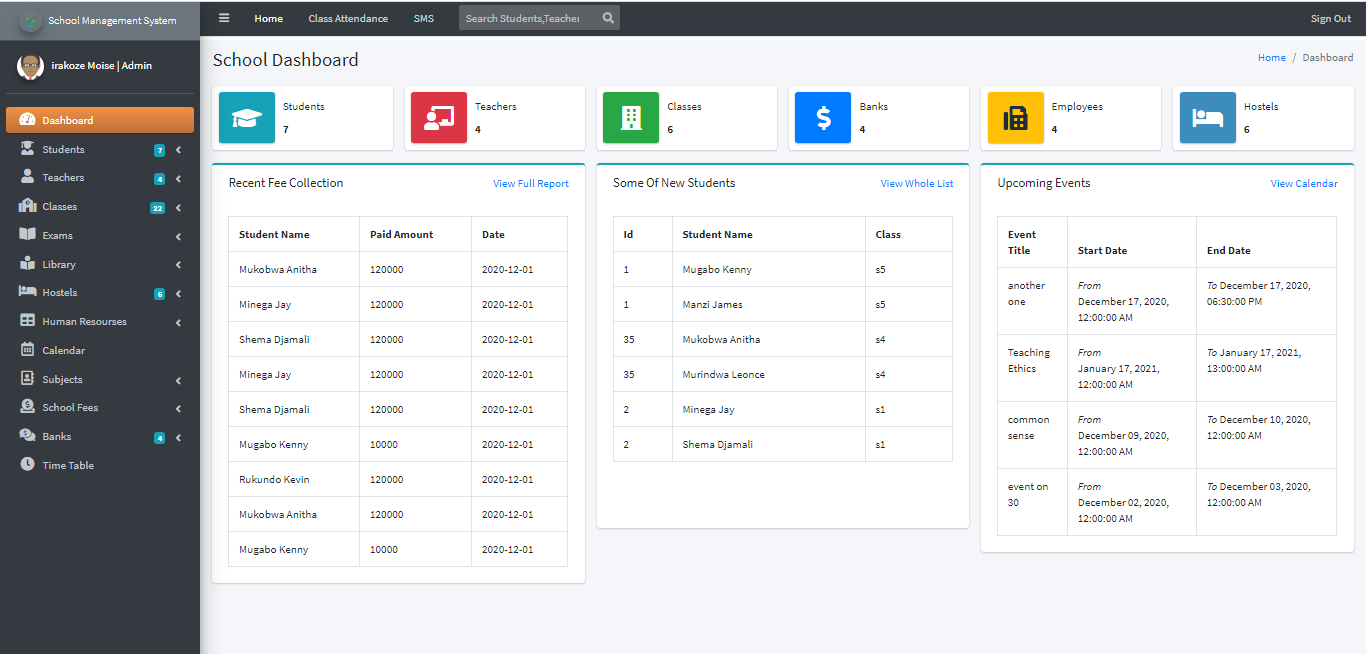 School Management System
Home Class Attendance SMS Search Students,Teacher Sign Out
irakoze Moise | Admin
Dashboard
Students 7
Teachers 4
Classes 22
Exams
Library
Hostels 6
Human Resourses
Calendar
Subjects
School Fees
Banks 4
Time Table
School Dashboard
Home / Dashboard
Students
7
Teachers
4
Classes
6
Banks
4
Employees
4
Hostels
6
Recent Fee Collection View Full Report
Student Name Paid Amount Date
Mukobwa Anitha 120000 2020-12-01
Minega Jay 120000 2020-12-01
Shema Djamali 120000 2020-12-01
Minega Jay 120000 2020-12-01
Shema Djamali 120000 2020-12-01
Mugabo Kenny 10000 2020-12-01
Rukundo Kevin 120000 2020-12-01
Mukobwa Anitha 120000 2020-12-01
Mugabo Kenny 10000 2020-12-01
Some Of New Students View Whole List
Id Student Name Class
1 Mugabo Kenny s5
1 Manzi James s5
35 Mukobwa Anitha s4
35 Murindwa Leonce s4
2 Minega Jay s1
2 Shema Djamali s1
Upcoming Events View Calendar
Event
Title Start Date End Date
another From To December 17, 2020,
one December 17, 2020, 06:30:00 PM
12:00:00 AM
Teaching From To January 17, 2021,
Ethics January 17, 2021, 13:00:00 AM
12:00:00 AM
common From To December 10, 2020,
sense December 09, 2020, 12:00:00 AM
12:00:00 AM
event on From To December 03, 2020,
30 December 02, 2020, 12:00:00 AM
12:00:00 AM